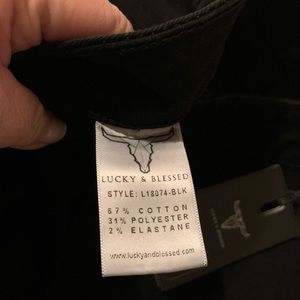 LUCKY & BLESSED
STYLE: L18074-BLK
67% COTTON
31% POLYESTER
2% ELASTANE
www.luckyandblessed.com